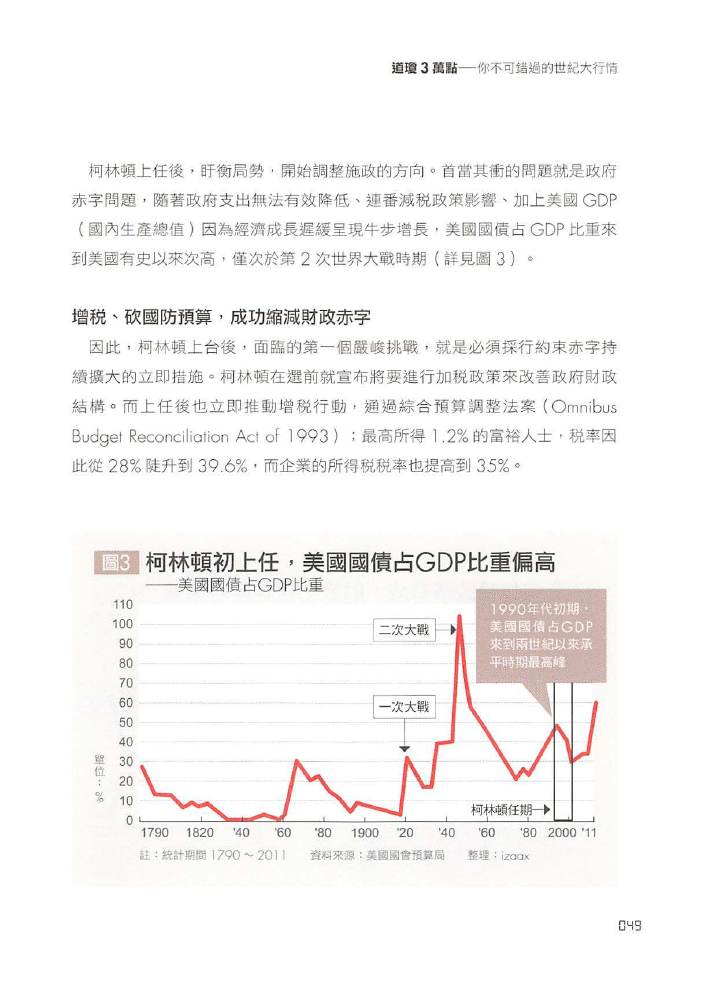 道瓊3萬點──你不可錯過的世紀大行情
柯林頓上任後，盱衡局勢，開始調整施政的方向。首當其衝的問題就是政府
赤字問題，隨著政府支出無法有效降低、連番減稅政策影響、加上美國 GDP
（國內生產總值）因為經濟成長遲緩呈現牛步增長，美國國債占 GDP 比重來
到美國有史以來次高，僅次於第 2 次世界大戰時期（詳見圖 3）。
增稅、砍國防預算，成功縮減財政赤字
因此，柯林頓上台後，面臨的第一個嚴峻挑戰，就是必須採行約束赤字持
續擴大的立即措施。柯林頓在選前就宣布將要進行加稅政策來改善政府財政
結構。而上任後也立即推動增稅行動，通過綜合預算調整法案（Omnibus
Budget Reconciliation Act of 1993）；最高所得 1.2% 的富裕人士，稅率因
此從 28% 陡升到 39.6%，而企業的所得稅稅率也提高到 35%。
圖3 柯林頓初上任，美國國債占GDP比重偏高
──美國國債占GDP比重
110
100
90
80
70
60
50
40
30
20
10
0
單位：%
二次大戰
一次大戰
1990年代初期，
美國國債占GDP
來到兩世紀以來承
平時期最高峰
柯林頓任期
1790 1820 '40 '60 '80 1900 '20 '40 '60 '80 2000 '11
註：統計期間 1790～2011 資料來源：美國國會預算局 整理：izaax
049